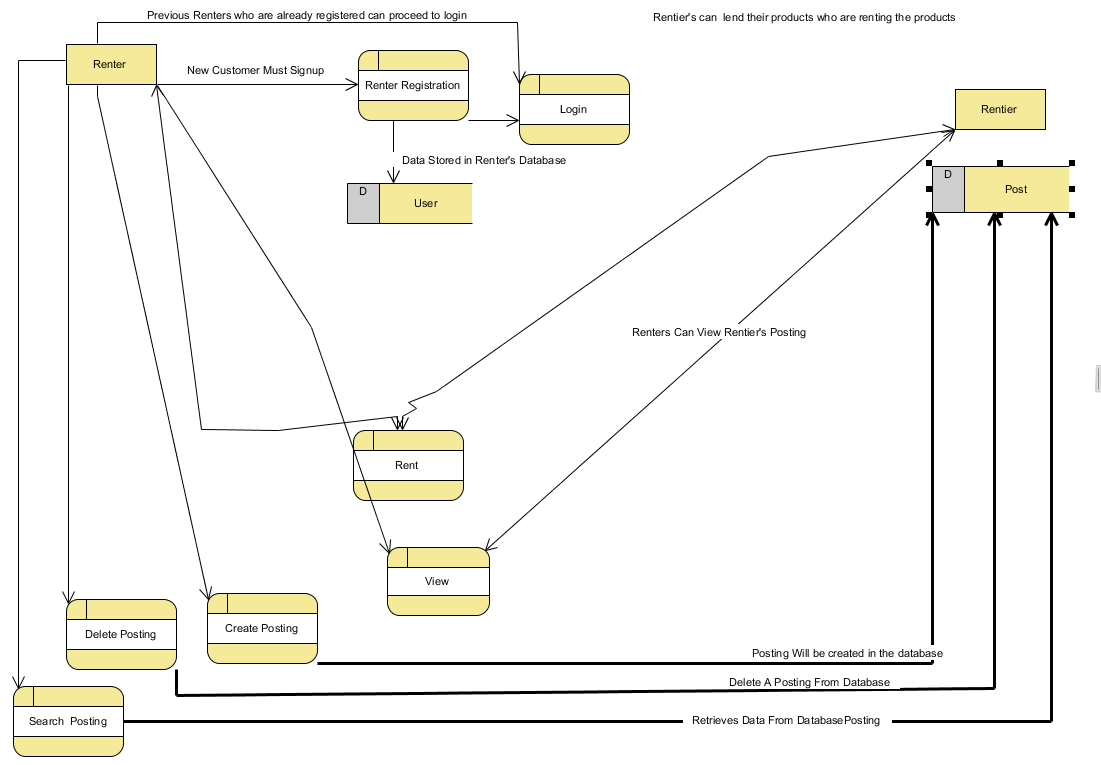 Previous Renters who are already registered can proceed to login
Rentier's can lend their products who are renting the products
Renter
New Customer Must Signup
Renter Registration
Login
Rentier
Data Stored in Renter's Database
D
User
D
Post
Renters Can View Rentier's Posting
Rent
View
Delete Posting
Create Posting
Posting Will be created in the database
Delete A Posting From Database
Search Posting
Retrieves Data From DatabasePosting